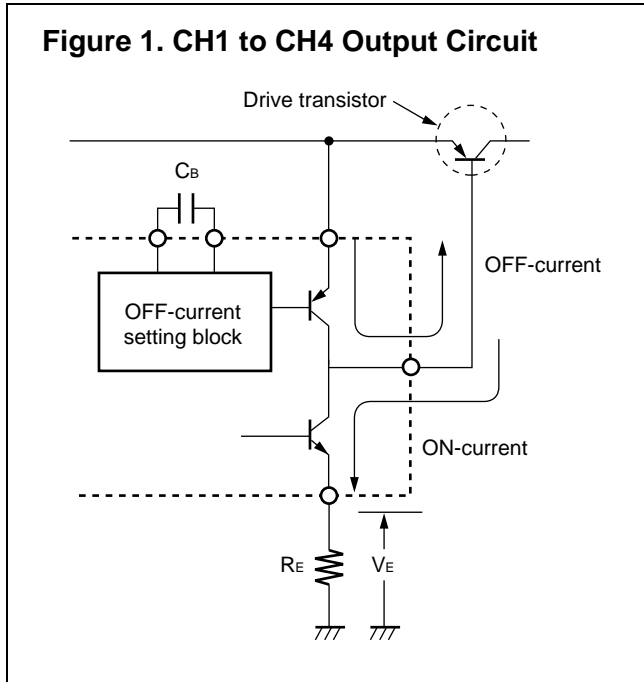 Figure 1. CH1 to CH4 Output Circuit
Drive transistor
CB
OFF-current
OFF-current
setting block
ON-current
RE
VE